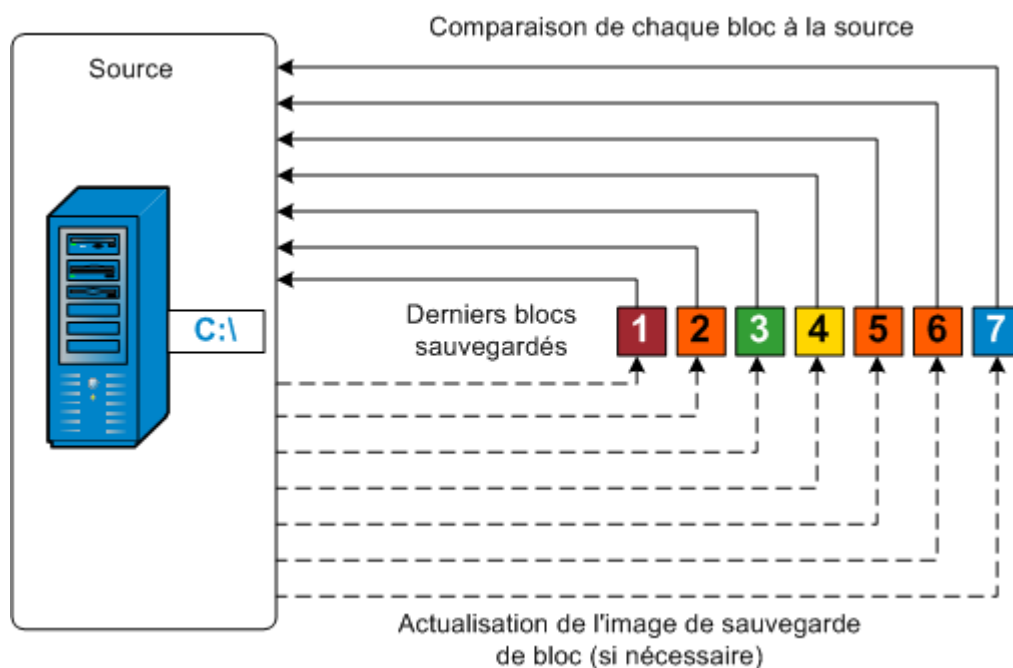 Comparaison de chaque bloc à la source
Source
C:\
Derniers blocs
sauvegardés
1 2 3 4 5 6 7
Actualisation de l'image de sauvegarde
de bloc (si nécessaire)